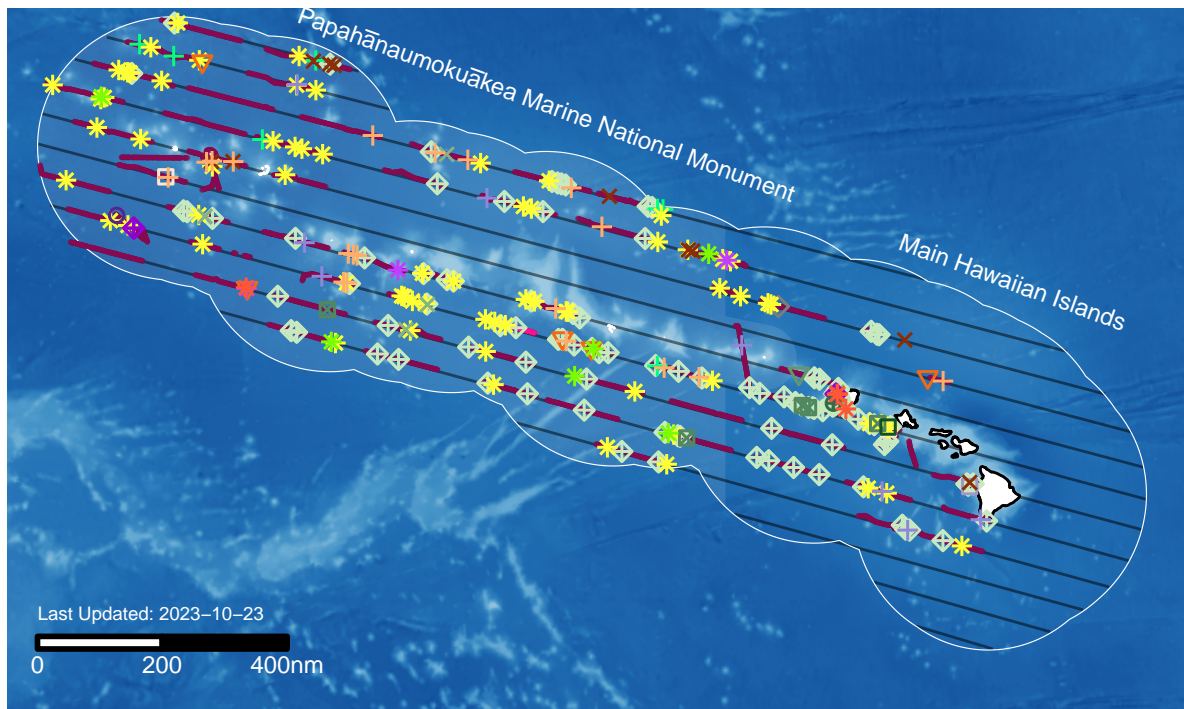 Papahānaumokuākea Marine National Monument
Main Hawaiian Islands
Last Updated: 2023−10−23
0 200 400nm